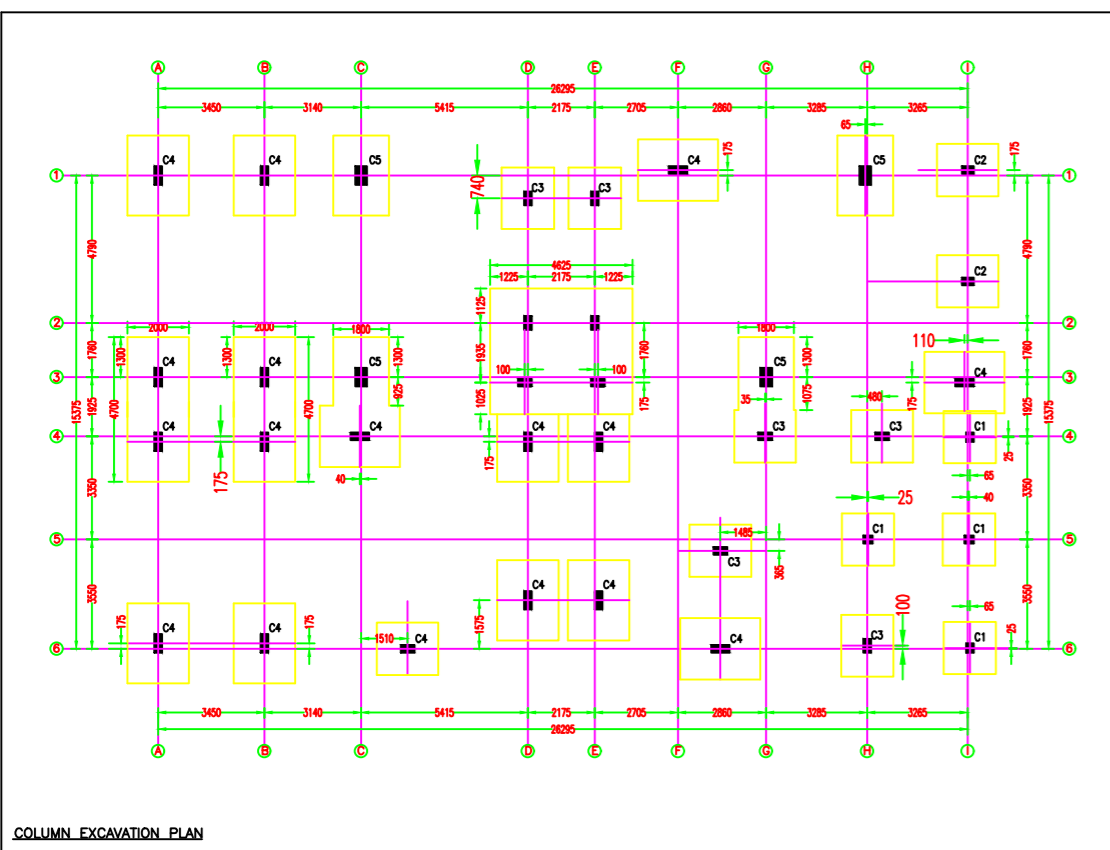 A B C D E F G H I
26295
3450 3140 5415 2175 2705 2860 3285 3265
65
C4 C4 C5 C4 C5 C2
175 175
1 1
740 C3 C3
4790 4790
C2
4625
1225 2175 1225
1125
2 2
2000 2000 1800 1800
1300 1300 1300 1300
1760 1935 1760 1760
110
C4 C4 C5 C5 C4
3 100 100 3
4700 4700 925 1075
15375 1925 1025 175 35 480 175 1925 15375
C4 C4 C4 C4 C4 C3 C3 C1
4 4
175 175 25
40 65
3350 3350
25 40
C1 C1
5 1485 5
C3 365
3550 3550
C4 C4
100 65
175 175 1575 25
C4 C4 1510 C4 C4 C3 C1
6 6
3450 3140 5415 2175 2705 2860 3285 3265
26295
A B C D E F G H I
COLUMN EXCAVATION PLAN